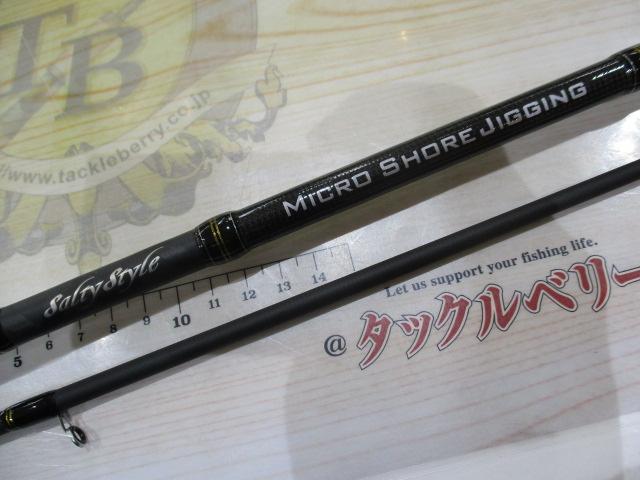 TB
www.tackleberry.co.jp
MICRO SHORE JIGGING
Salty Style
5 6 7 8 9 10 11 12 13 14
Let us support your fishing life.
@タックルベリー